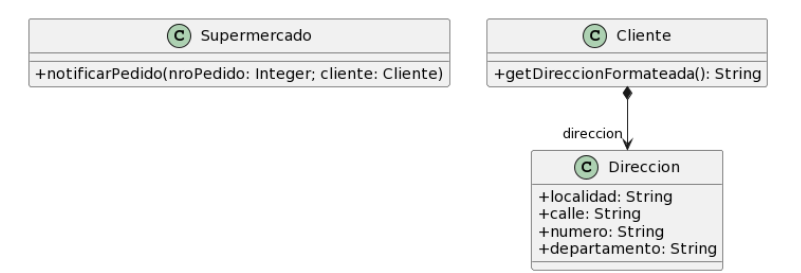 C Supermercado
+notificarPedido(nroPedido: Integer; cliente: Cliente)
C Cliente
+getDireccionFormateada(): String
direccion
C Direccion
+localidad: String
+calle: String
+numero: String
+departamento: String